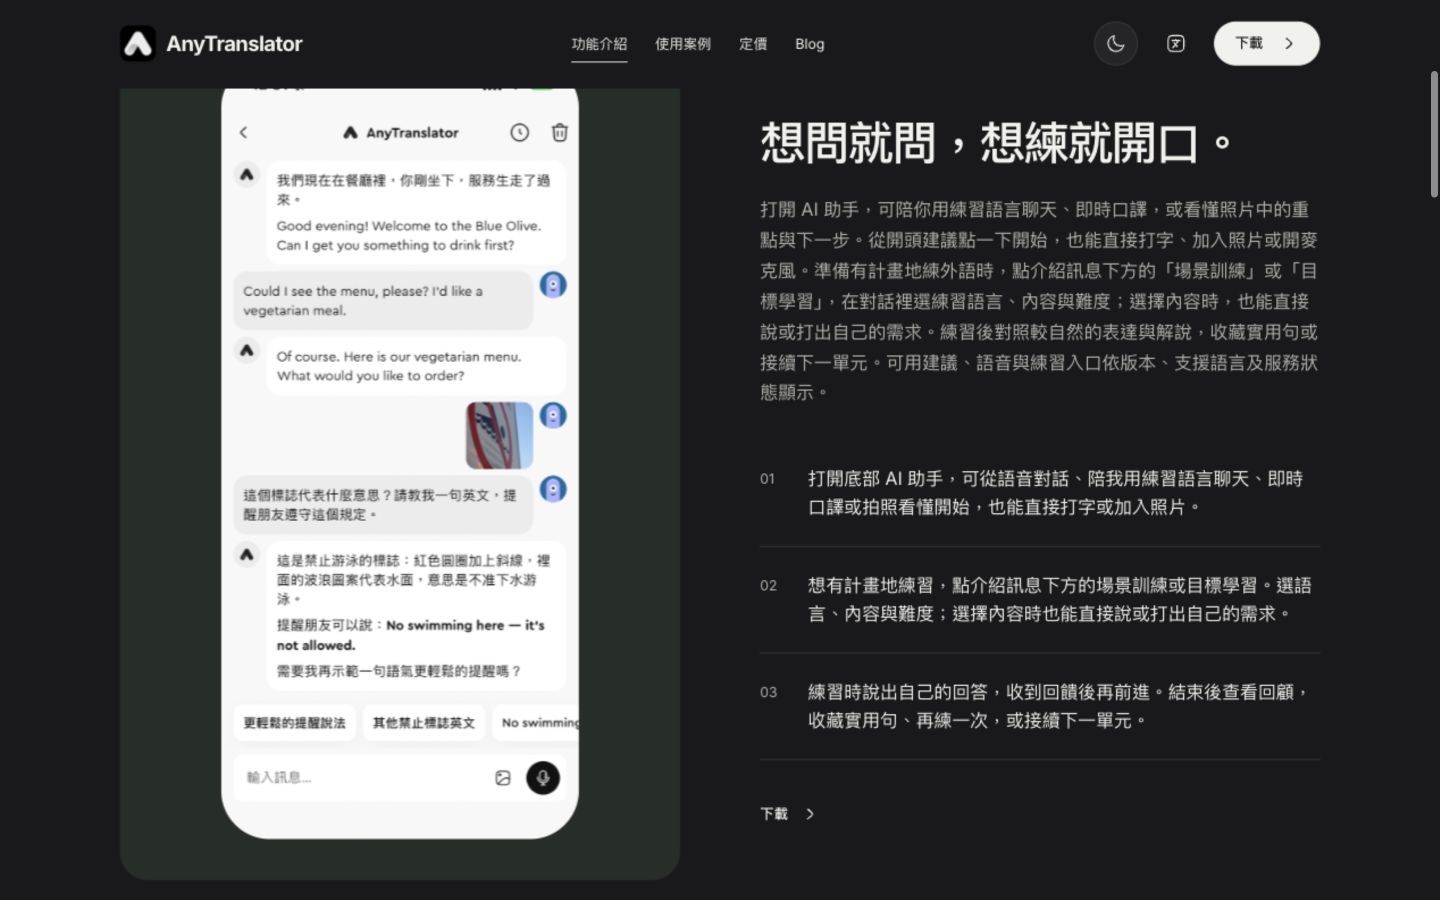 AnyTranslator
功能介紹
使用案例
定價
Blog
下載
AnyTranslator
我們現在在餐廳裡，你剛坐下，服務生走了過
來。
Good evening! Welcome to the Blue Olive.
Can I get you something to drink first?
Could I see the menu, please? I'd like a
vegetarian meal.
Of course. Here is our vegetarian menu.
What would you like to order?
這個標誌代表什麼意思？請教我一句英文，提
醒朋友遵守這個規定。
這是禁止游泳的標誌：紅色圓圈加上斜線，裡
面的波浪圖案代表水面，意思是不准下水游
泳。
提醒朋友可以說：No swimming here — it's
not allowed.
需要我再示範一句語氣更輕鬆的提醒嗎？
更輕鬆的提醒說法
其他禁止標誌英文
No swimming
輸入訊息...
想問就問，想練就開口。
打開 AI 助手，可陪你用練習語言聊天、即時口譯，或看懂照片中的重
點與下一步。從開頭建議點一下開始，也能直接打字、加入照片或開麥
克風。準備有計畫地練外語時，點介紹訊息下方的「場景訓練」或「目
標學習」，在對話裡選練習語言、內容與難度；選擇內容時，也能直接
說或打出自己的需求。練習後對照較自然的表達與解說，收藏實用句或
接續下一單元。可用建議、語音與練習入口依版本、支援語言及服務狀
態顯示。
01
打開底部 AI 助手，可從語音對話、陪我用練習語言聊天、即時
口譯或拍照看懂開始，也能直接打字或加入照片。
02
想有計畫地練習，點介紹訊息下方的場景訓練或目標學習。選語
言、內容與難度；選擇內容時也能直接說或打出自己的需求。
03
練習時說出自己的回答，收到回饋後再前進。結束後查看回顧，
收藏實用句、再練一次，或接續下一單元。
下載